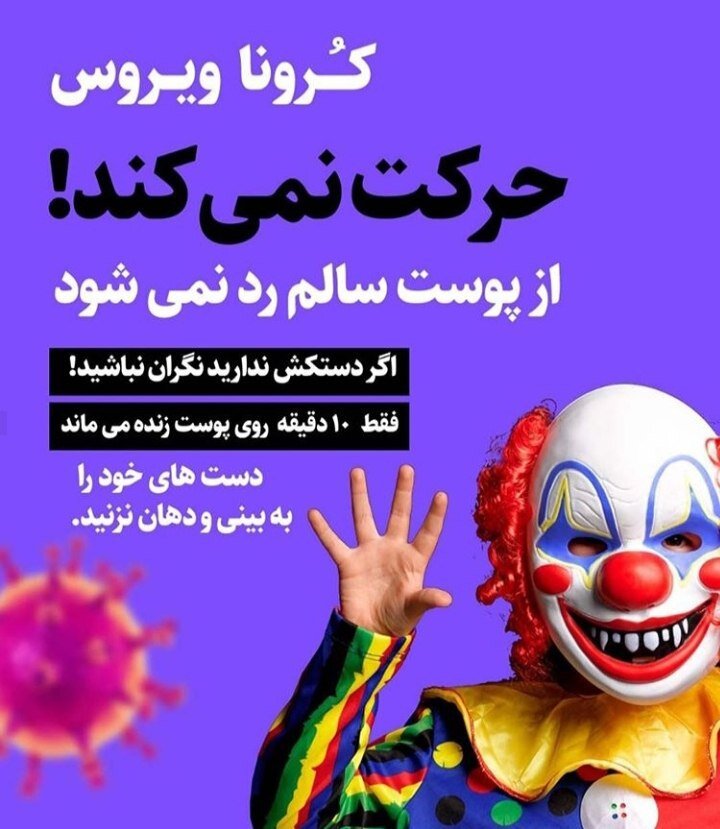 کُرونا ویروس
حرکت نمی کند!
از پوست سالم رد نمی شود
اگر دستکش ندارید نگران نباشید!
فقط ۱۰ دقیقه روی پوست زنده می ماند
دست های خود را
به بینی و دهان نزنید.